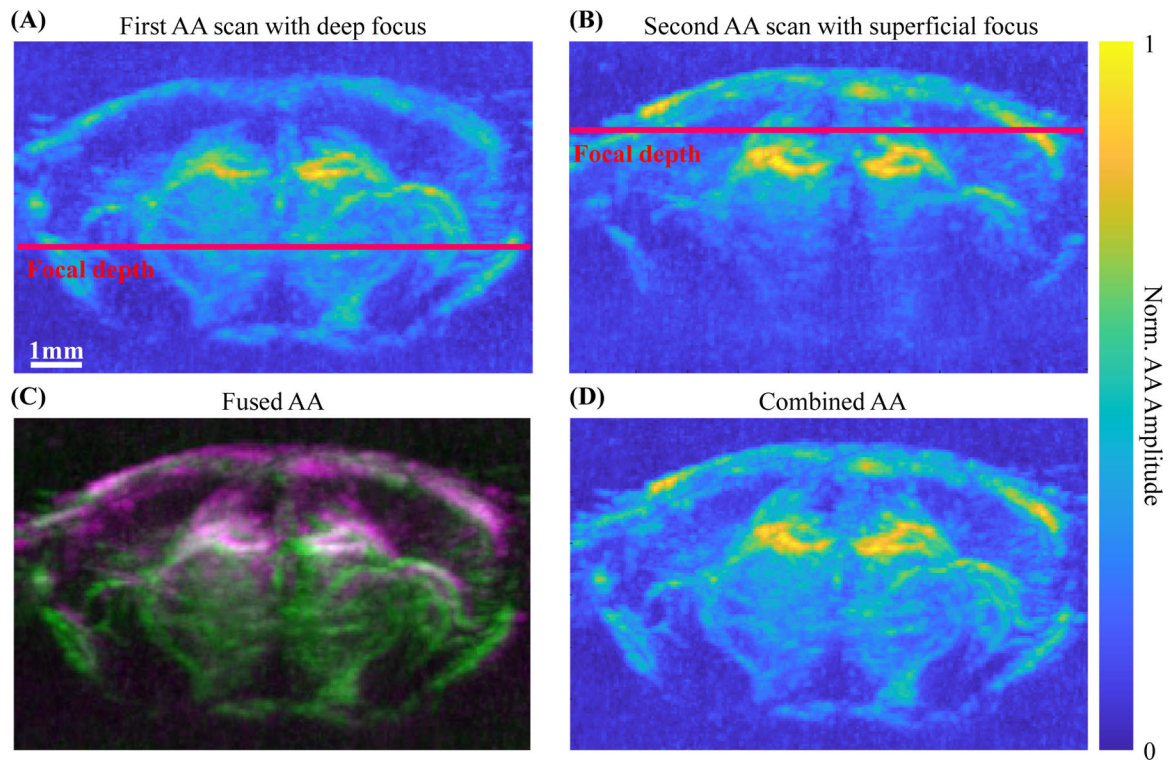 (A)
First AA scan with deep focus
(B)
Second AA scan with superficial focus
1
Focal depth
Focal depth
1mm
Norm. AA Amplitude
(C)
Fused AA
(D)
Combined AA
0